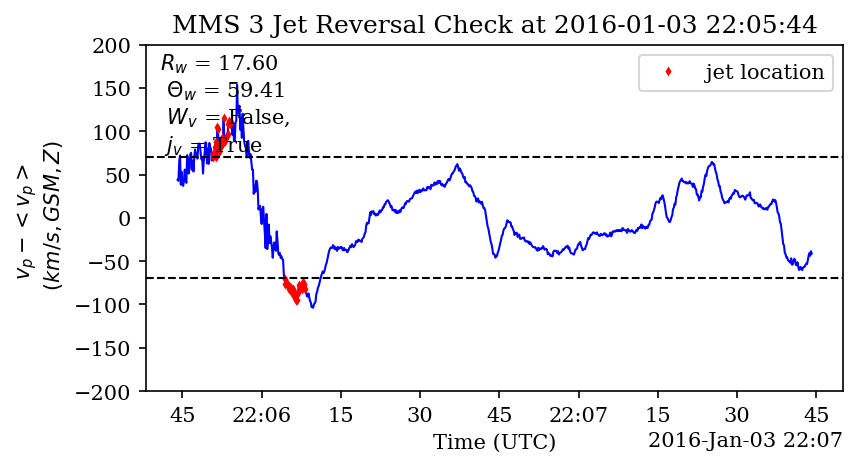 MMS 3 Jet Reversal Check at 2016-01-03 22:05:44
R_w = 17.60
Θ_w = 59.41
W_v = False,
j_v = True
jet location
200
150
100
50
0
−50
−100
−150
−200
v_p − < v_p >
(km/s, GSM, Z)
45
22:06
15
30
45
22:07
15
30
45
Time (UTC)
2016-Jan-03 22:07